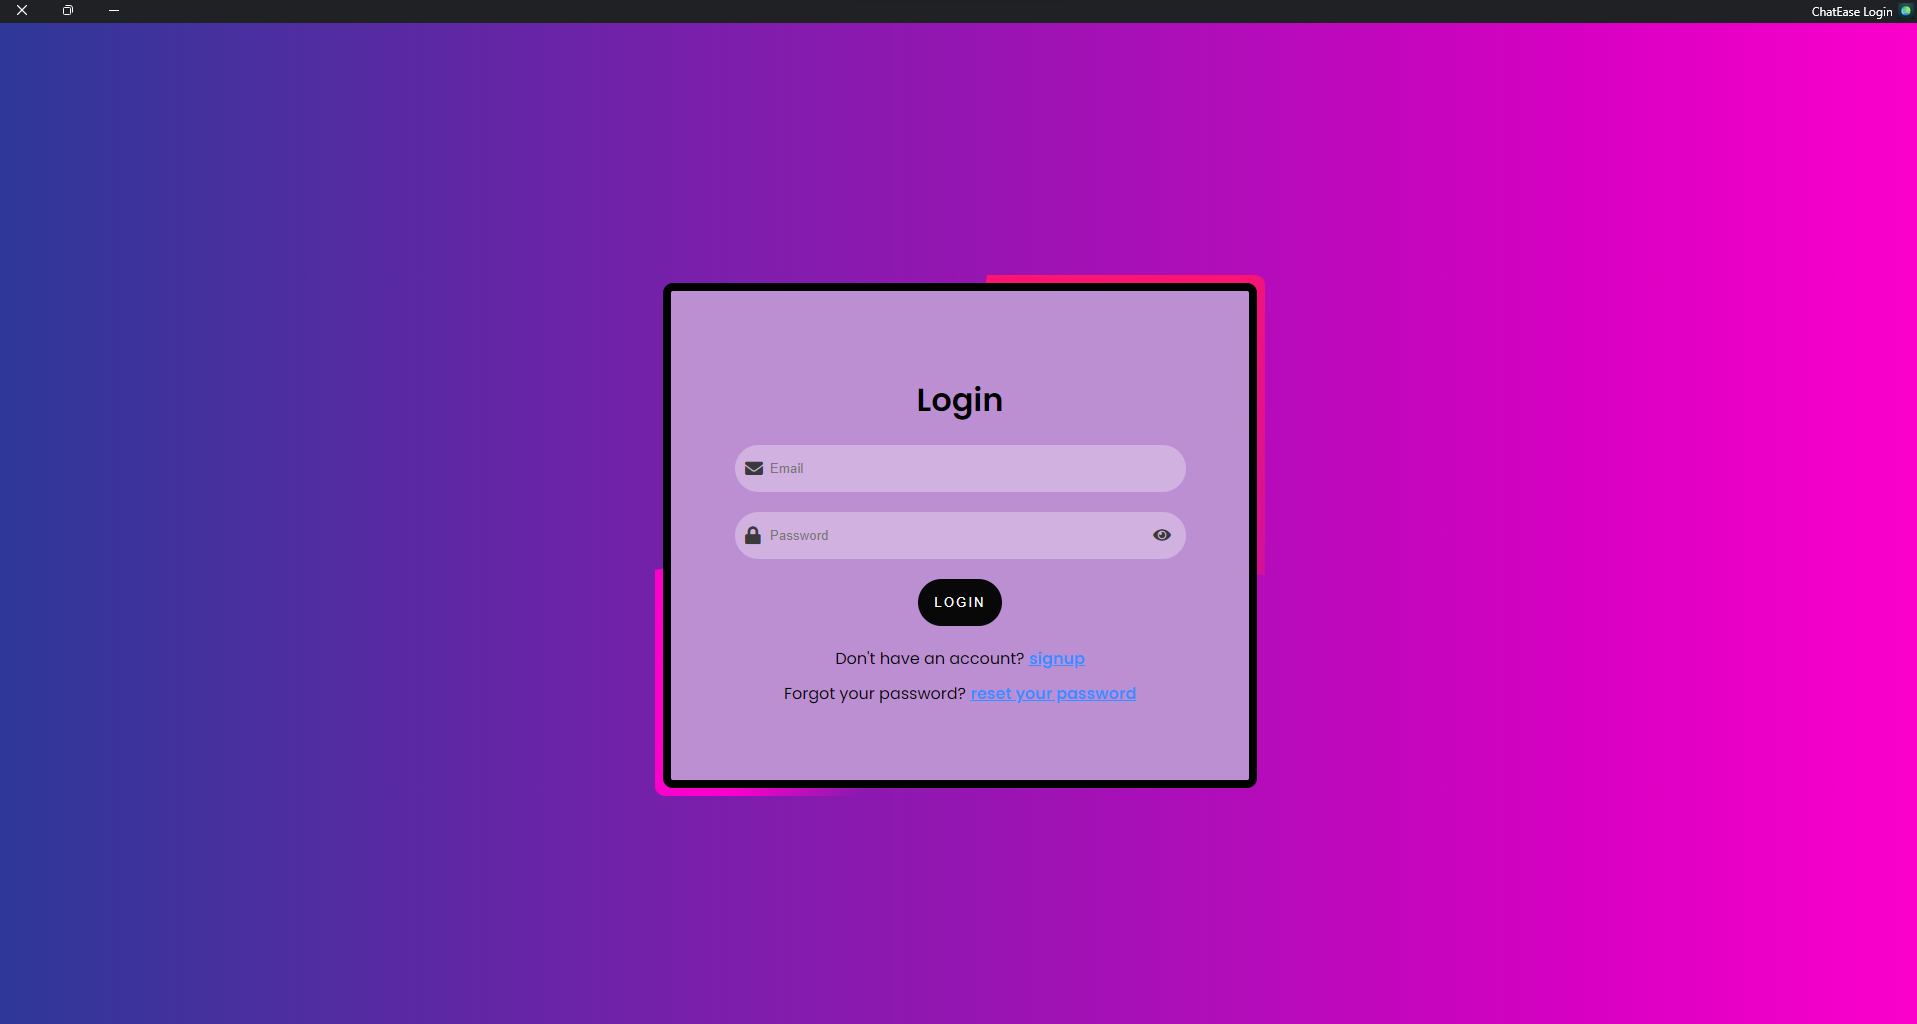 ChatEase Login
Login
Email
Password
LOGIN
Don't have an account? signup
Forgot your password? reset your password